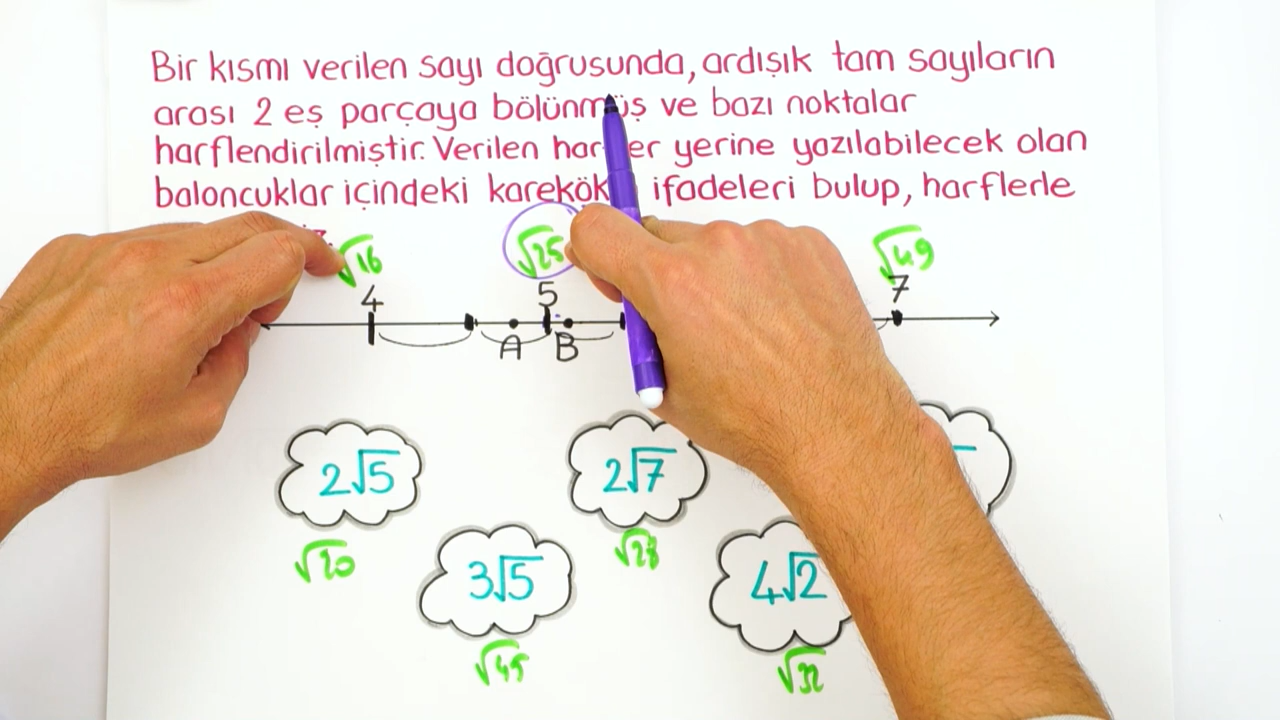 Bir kısmı verilen sayı doğrusunda, ardışık tam sayıların
arası 2 eş parçaya bölünmüş ve bazı noktalar
harflendirilmiştir. Verilen yerine yazılabilecek olan
baloncuklar içindeki ifadeleri bulup, harflerle
√16 √25 √49
4 5 7
A B
2√5 2√7
√20 √28
3√5 4√2
√45 √32